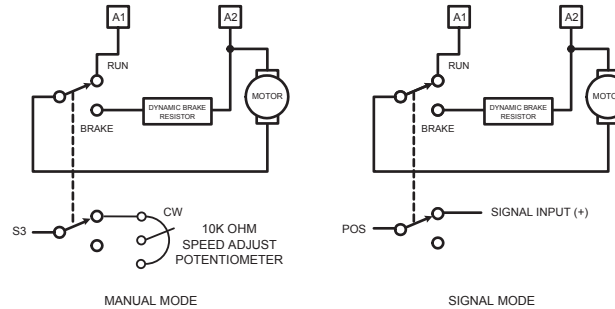 A1
A2
RUN
BRAKE
DYNAMIC BRAKE
RESISTOR
MOTOR
S3
CW
10K OHM
SPEED ADJUST
POTENTIOMETER
MANUAL MODE
A1
A2
RUN
BRAKE
DYNAMIC BRAKE
RESISTOR
MOTO
POS
SIGNAL INPUT (+)
SIGNAL MODE